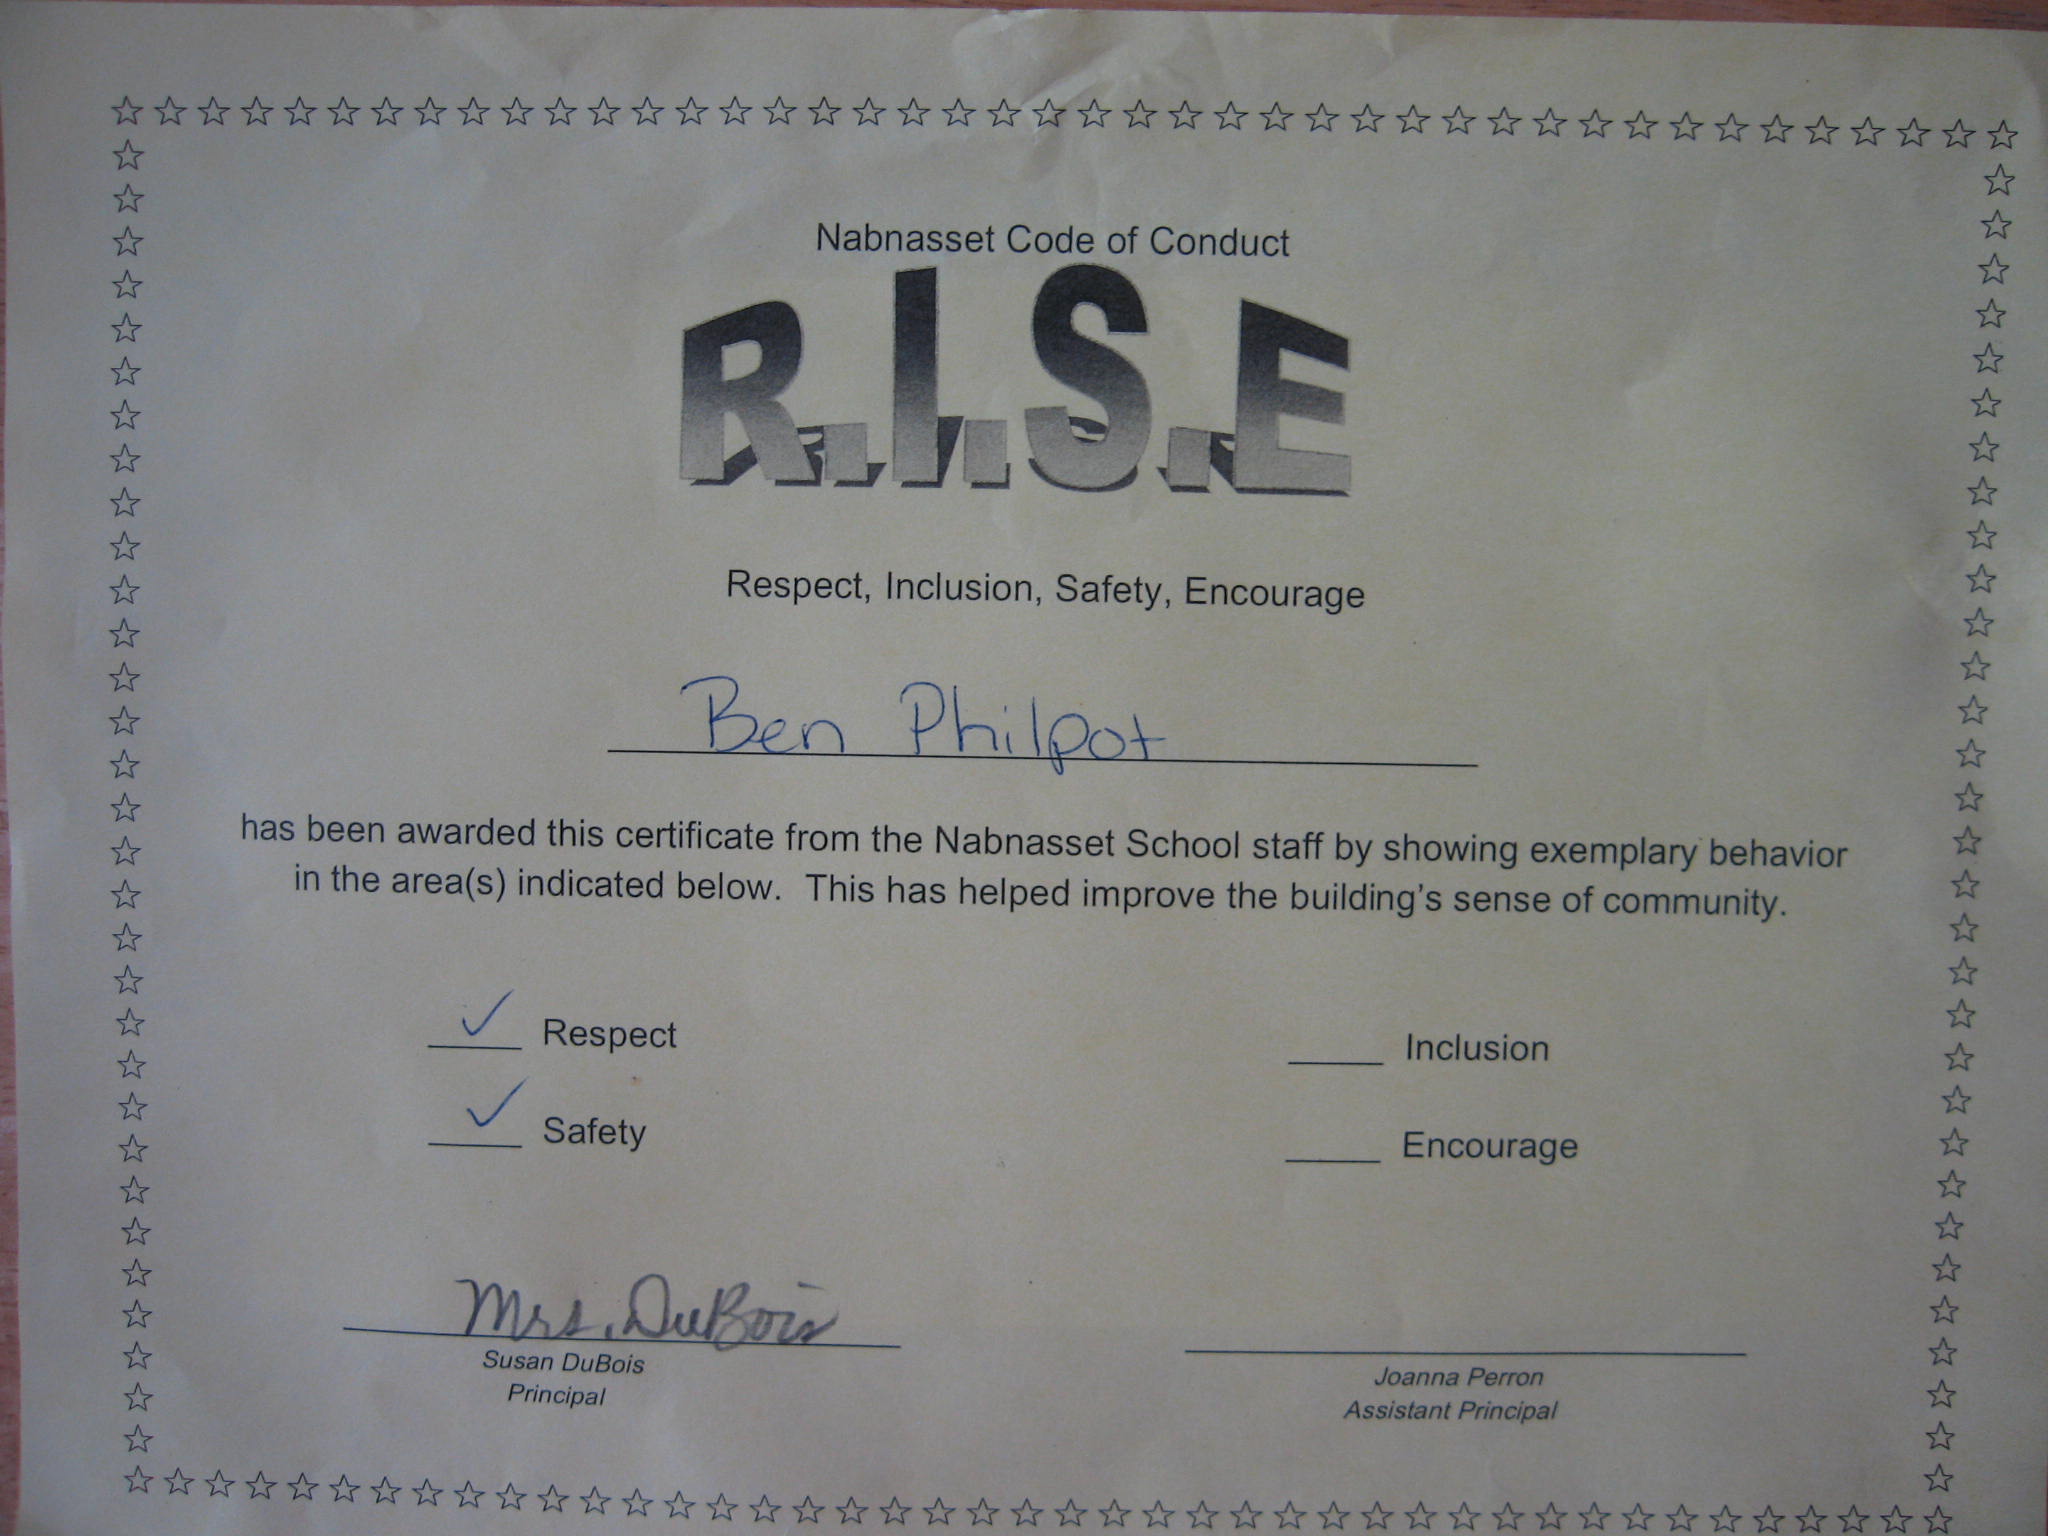 Nabnasset Code of Conduct
R.I.S.E
Respect, Inclusion, Safety, Encourage
Ben Philpot
has been awarded this certificate from the Nabnasset School staff by showing exemplary behavior
in the area(s) indicated below. This has helped improve the building's sense of community.
✓ Respect
Inclusion
✓ Safety
Encourage
Mrs. DuBois
Susan DuBois
Principal
Joanna Perron
Assistant Principal